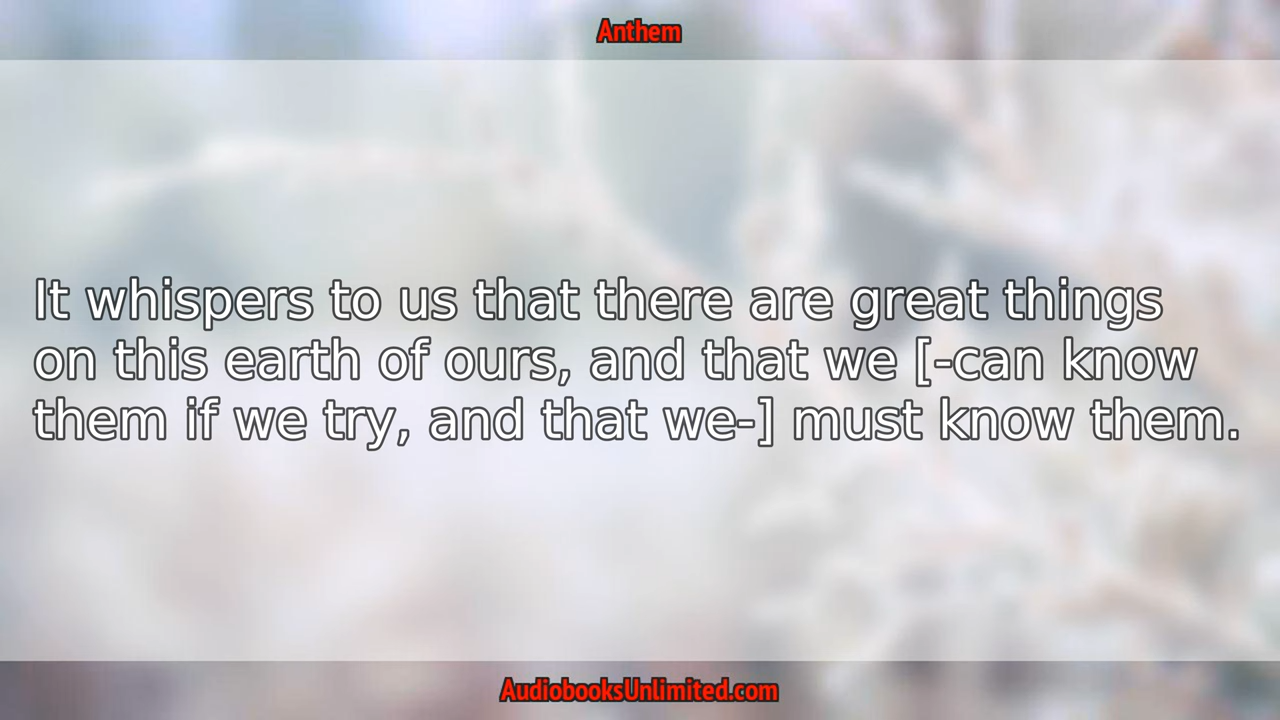 Anthem
It whispers to us that there are great things
on this earth of ours, and that we [-can know
them if we try, and that we-] must know them.
AudiobooksUnlimited.com